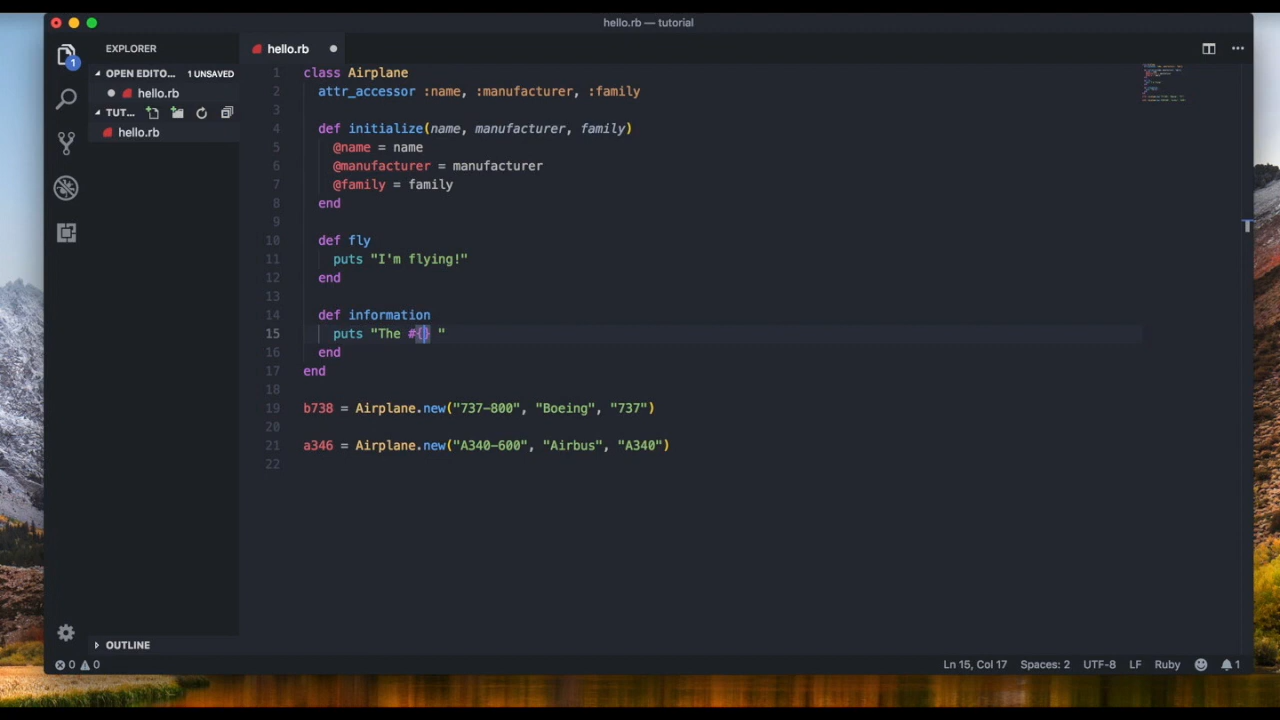 hello.rb — tutorial
EXPLORER
hello.rb
OPEN EDITO... 1 UNSAVED
hello.rb
TUT...
hello.rb
1 class Airplane
2 attr_accessor :name, :manufacturer, :family
3
4 def initialize(name, manufacturer, family)
5 @name = name
6 @manufacturer = manufacturer
7 @family = family
8 end
9
10 def fly
11 puts "I'm flying!"
12 end
13
14 def information
15 puts "The #{} "
16 end
17 end
18
19 b738 = Airplane.new("737-800", "Boeing", "737")
20
21 a346 = Airplane.new("A340-600", "Airbus", "A340")
22
1
OUTLINE
0 0
Ln 15, Col 17 Spaces: 2 UTF-8 LF Ruby 1